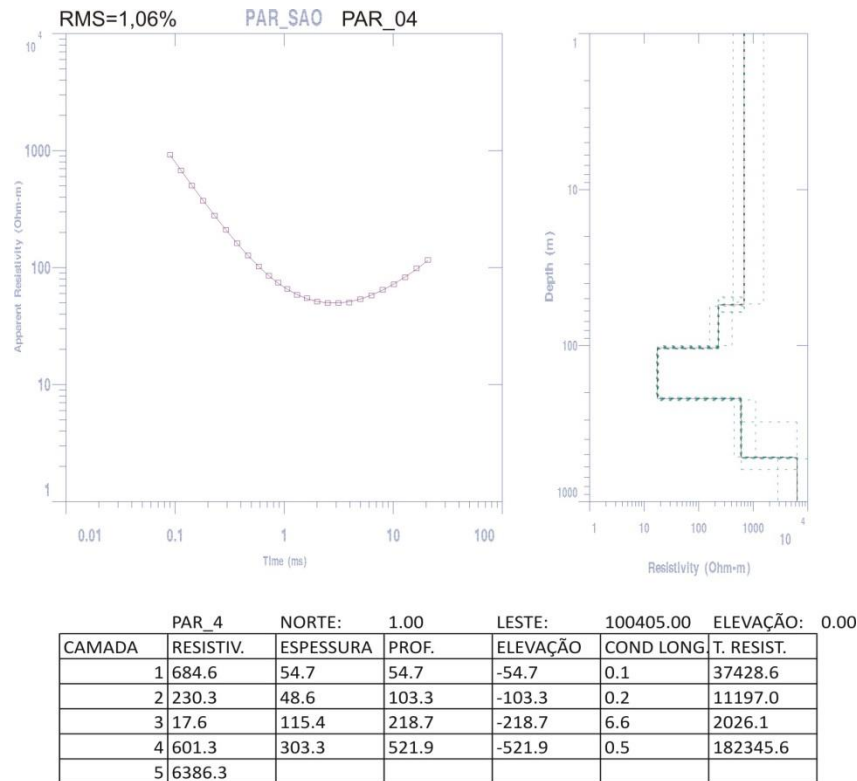 RMS=1,06% PAR_SAO PAR_04
10 4
1000
100
10
1
Apparent Resistivity (Ohm-m)
0.01 0.1 1 10 100
Time (ms)
1
10
100
1000
Depth (m)
1 10 100 1000 10 4
Resistivity (Ohm-m)
PAR_4 NORTE: 1.00 LESTE: 100405.00 ELEVAÇÃO: 0.00
CAMADA RESISTIV. ESPESSURA PROF. ELEVAÇÃO COND LONG. T. RESIST.
1 684.6 54.7 54.7 -54.7 0.1 37428.6
2 230.3 48.6 103.3 -103.3 0.2 11197.0
3 17.6 115.4 218.7 -218.7 6.6 2026.1
4 601.3 303.3 521.9 -521.9 0.5 182345.6
5 6386.3